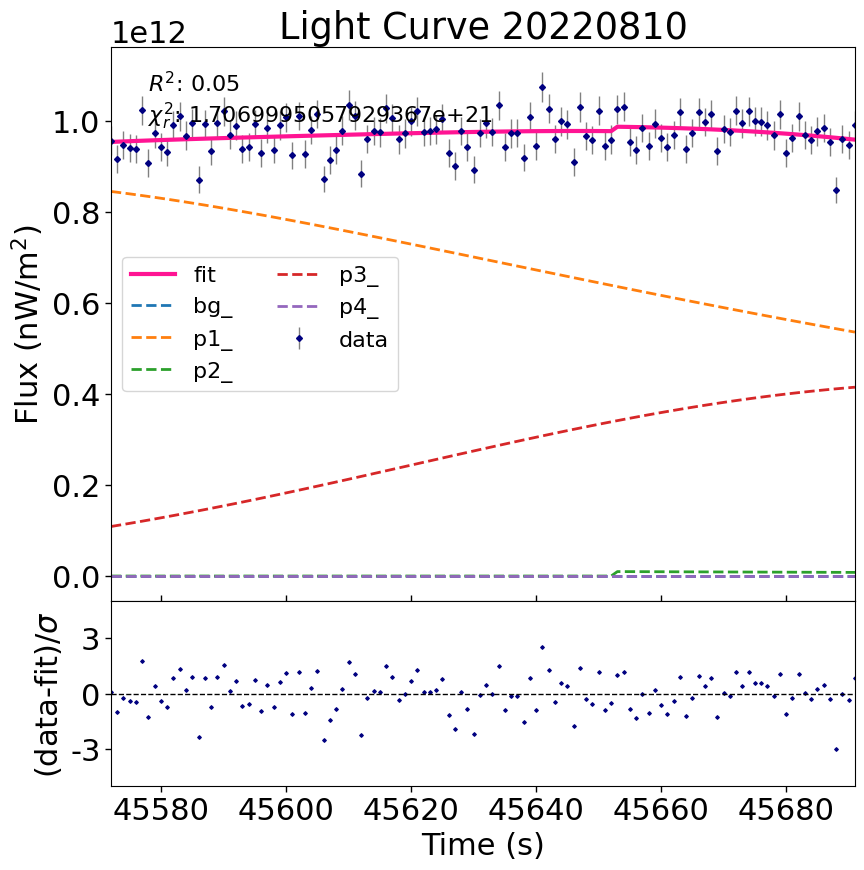 Light Curve 20220810
1e12
R²: 0.05
χ²ᵣ: 1.7069995057929367e+21
1.0
0.8
0.6
0.4
0.2
0.0
Flux (nW/m²)
fit
bg_
p1_
p2_
p3_
p4_
data
3
0
-3
(data-fit)/σ
45580 45600 45620 45640 45660 45680
Time (s)